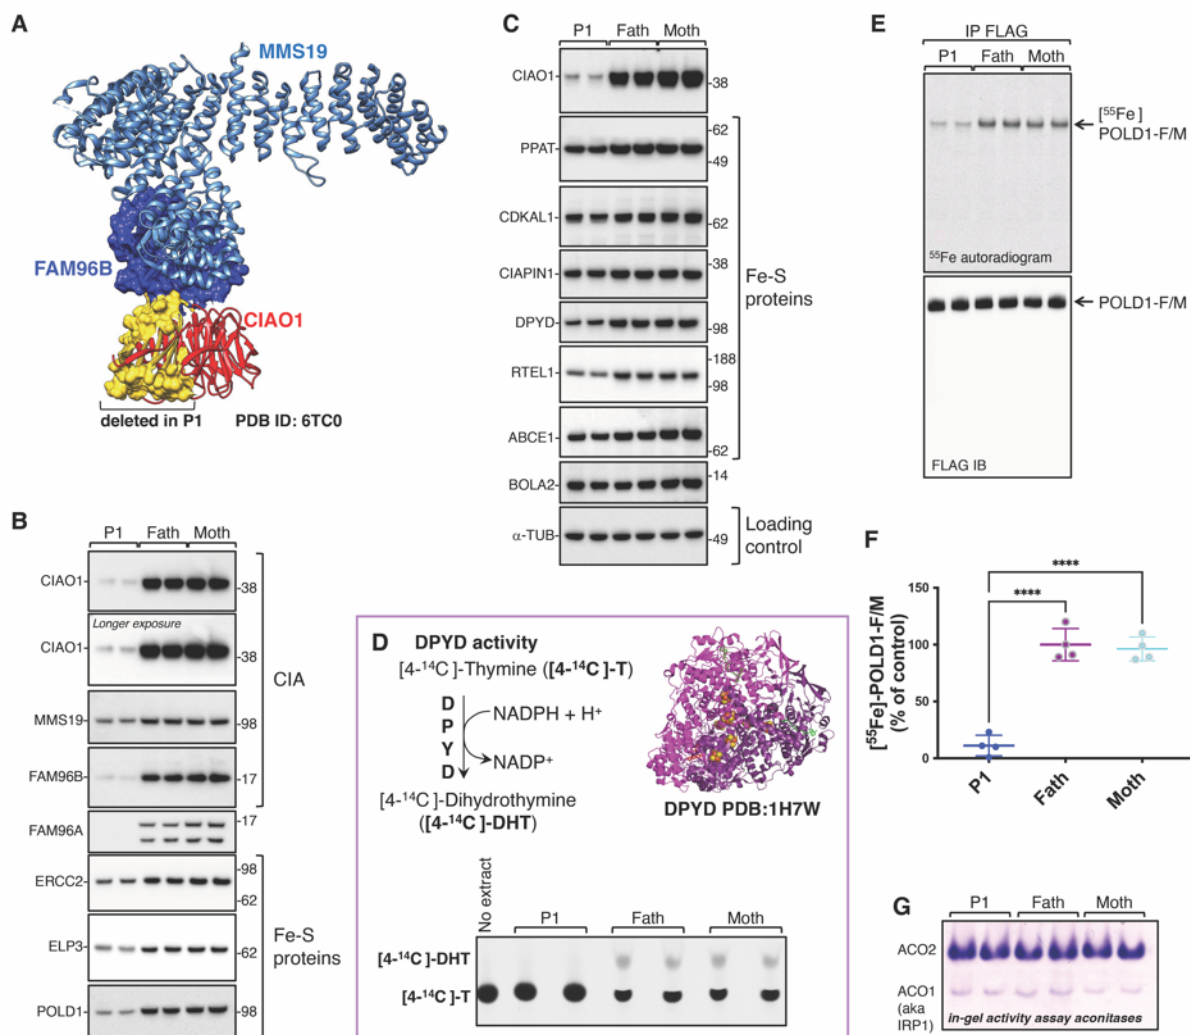 A
MMS19
FAM96B
CIAO1
deleted in P1 PDB ID: 6TC0
B
P1 Fath Moth
CIAO1 -38
Longer exposure
CIAO1 -38
MMS19 -98
FAM96B -17
CIA
FAM96A -17
ERCC2 -98
-62
ELP3 -62
POLD1 -98
Fe-S
proteins
C
P1 Fath Moth
CIAO1 -38
PPAT 62
49
CDKAL1 -62
CIAPIN1 -38
DPYD -98
RTEL1 188
98
ABCE1 -62
Fe-S
proteins
BOLA2 -14
α-TUB -49
Loading
control
D DPYD activity
[4-¹⁴C]-Thymine ([4-¹⁴C]-T)
D
P
Y
D
NADPH + H⁺
NADP⁺
[4-¹⁴C]-Dihydrothymine
([4-¹⁴C]-DHT)
DPYD PDB:1H7W
No extract
P1 Fath Moth
[4-¹⁴C]-DHT
[4-¹⁴C]-T
E
IP FLAG
P1 Fath Moth
[⁵⁵Fe]
POLD1-F/M
⁵⁵Fe autoradiogram
POLD1-F/M
FLAG IB
F
[⁵⁵Fe]-POLD1-F/M
(% of control)
150
100
50
0
****
****
P1
Fath
Moth
G
P1 Fath Moth
ACO2
ACO1
(aka
IRP1)
in-gel activity assay aconitases